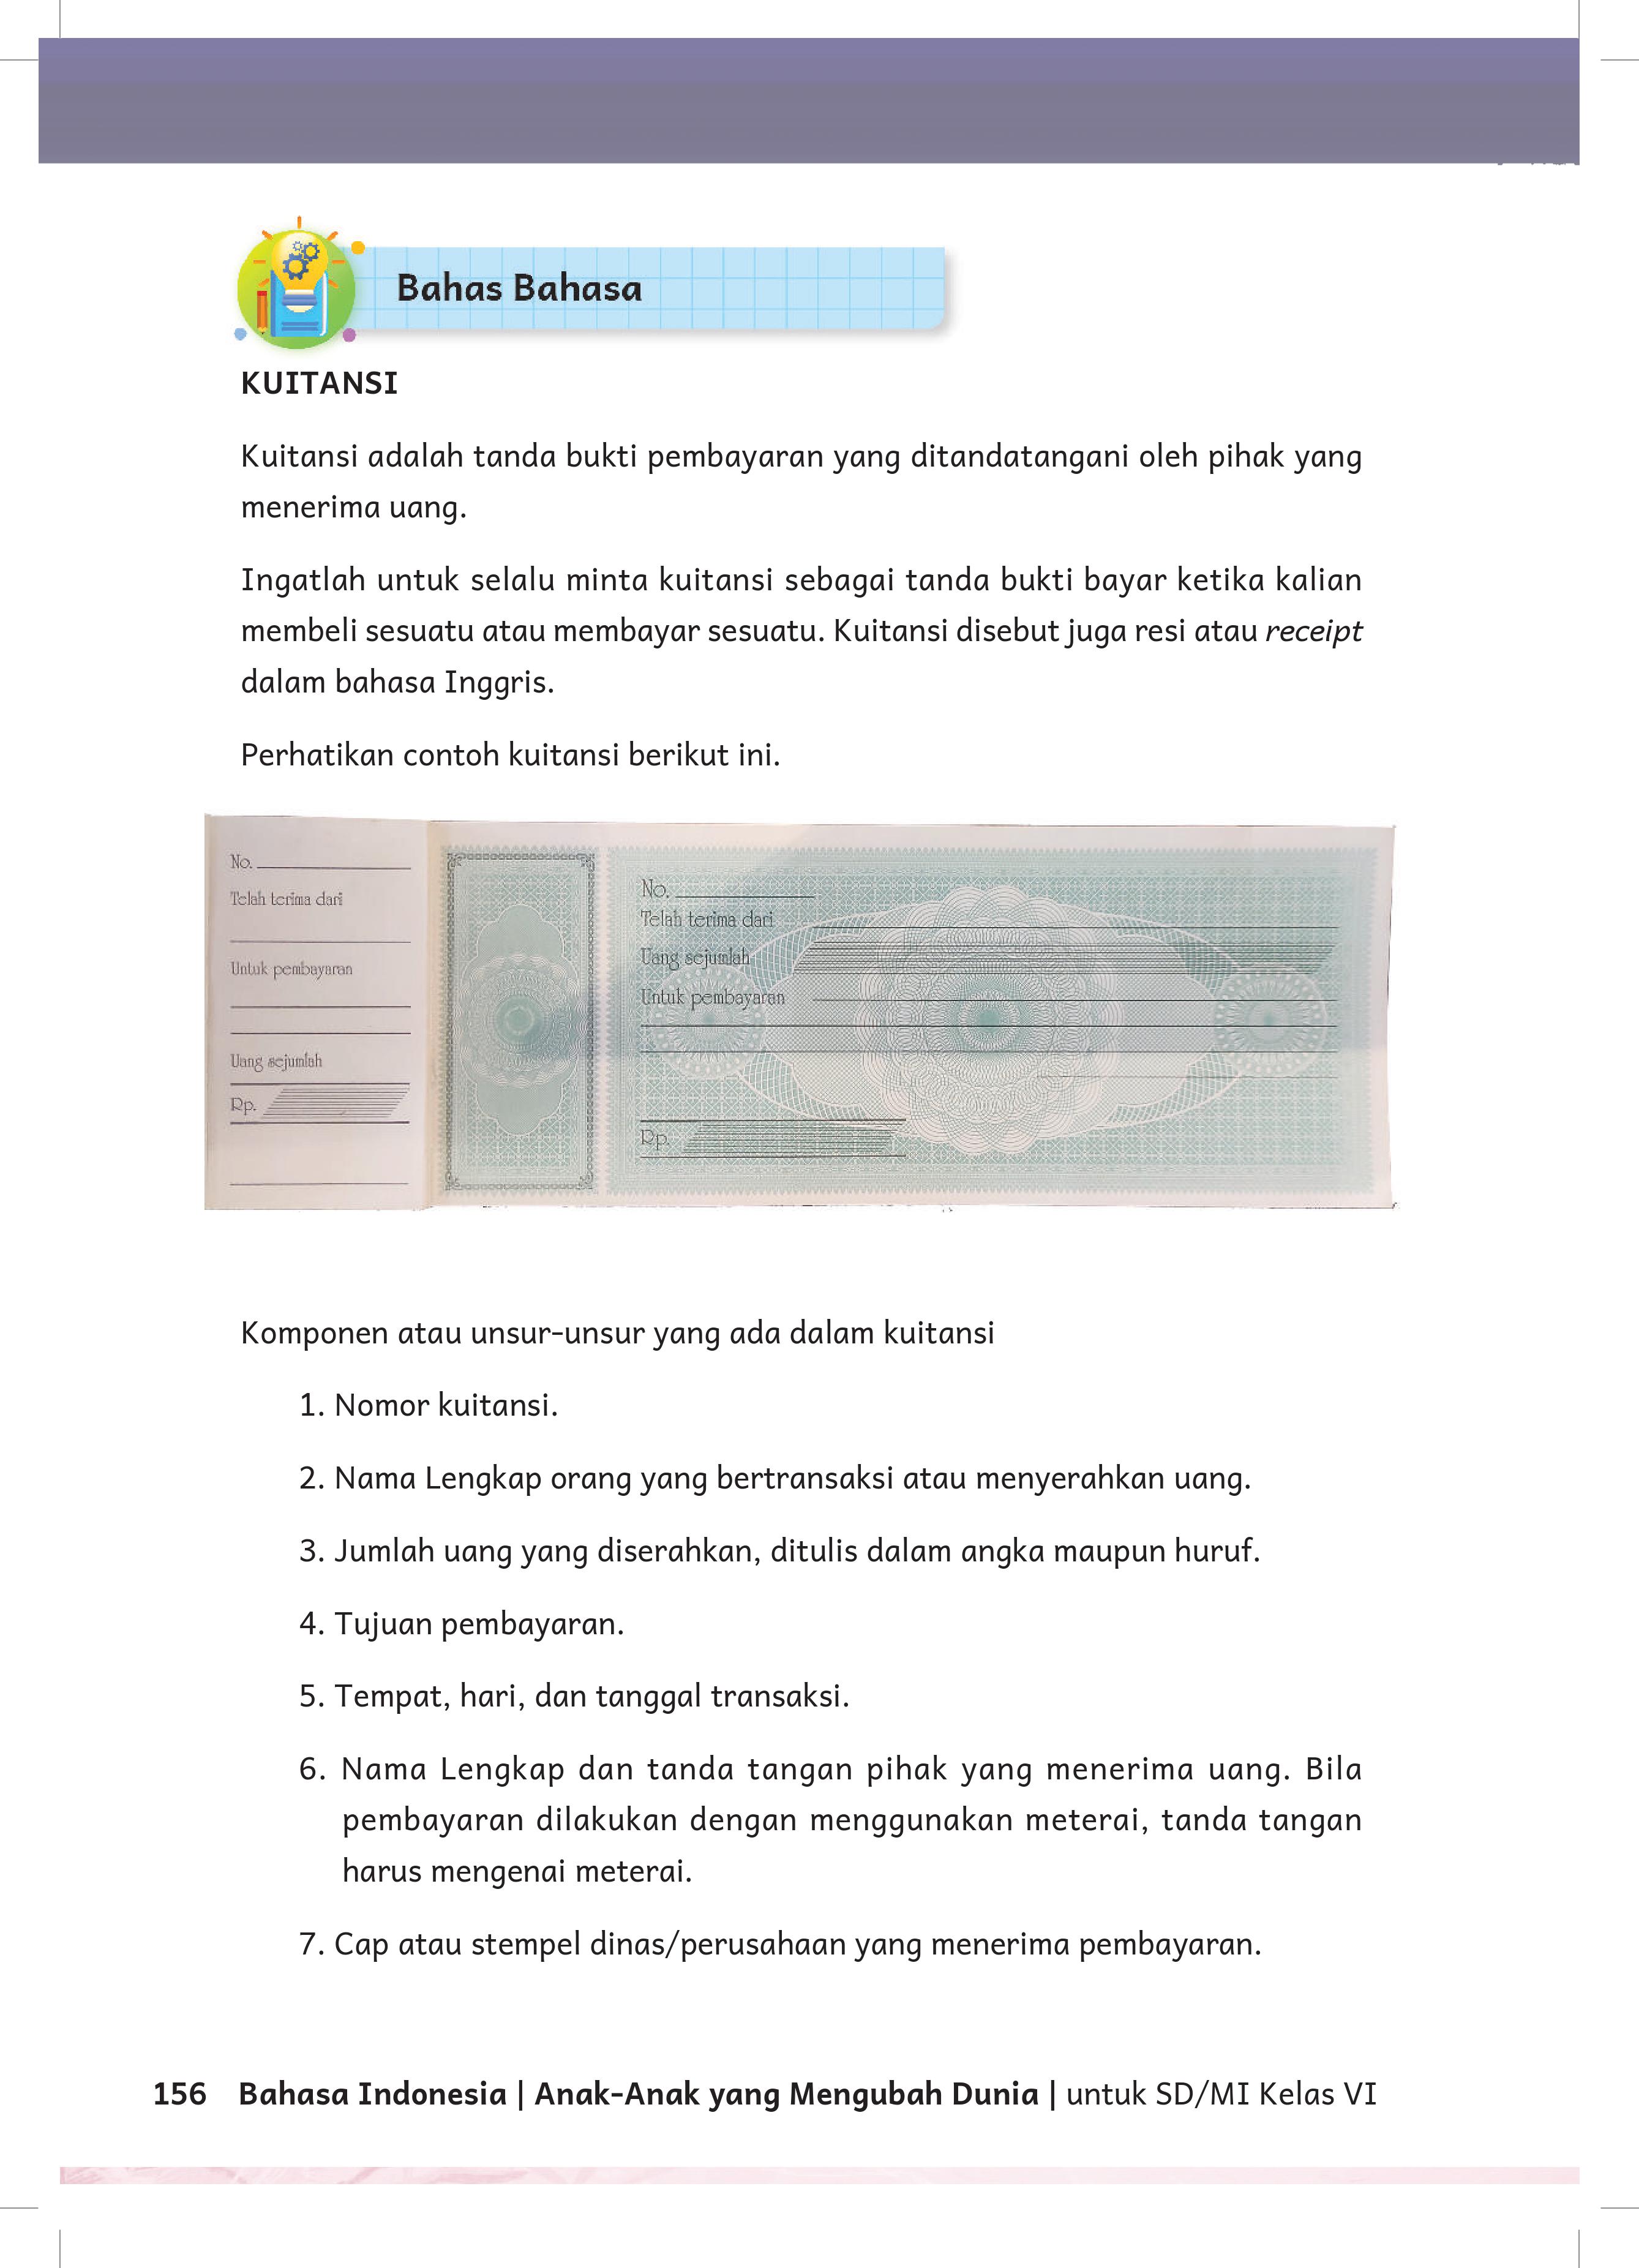 Bahas Bahasa
KUITANSI
Kuitansi adalah tanda bukti pembayaran yang ditandatangani oleh pihak yang
menerima uang.
Ingatlah untuk selalu minta kuitansi sebagai tanda bukti bayar ketika kalian
membeli sesuatu atau membayar sesuatu. Kuitansi disebut juga resi atau receipt
dalam bahasa Inggris.
Perhatikan contoh kuitansi berikut ini.
No.
Telah terima dari
Untuk pembayaran
Uang sejumlah
Rp.
No.
Telah terima dari
Uang sejumlah
Untuk pembayaran
Rp.
Komponen atau unsur-unsur yang ada dalam kuitansi
1. Nomor kuitansi.
2. Nama Lengkap orang yang bertransaksi atau menyerahkan uang.
3. Jumlah uang yang diserahkan, ditulis dalam angka maupun huruf.
4. Tujuan pembayaran.
5. Tempat, hari, dan tanggal transaksi.
6. Nama Lengkap dan tanda tangan pihak yang menerima uang. Bila
pembayaran dilakukan dengan menggunakan meterai, tanda tangan
harus mengenai meterai.
7. Cap atau stempel dinas/perusahaan yang menerima pembayaran.
156 Bahasa Indonesia | Anak-Anak yang Mengubah Dunia | untuk SD/MI Kelas VI